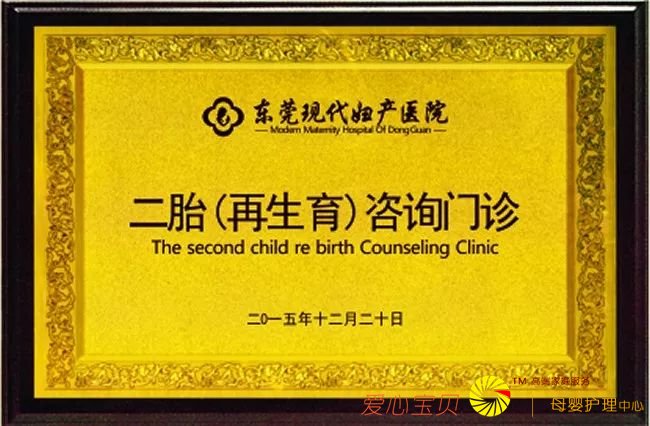 东莞现代妇产医院
Modern Maternity Hospital Of DongGuan
二胎(再生育)咨询门诊
The second child re birth Counseling Clinic
二0一五年十二月二十日
爱心宝贝
TM 高端家庭服务
母婴护理中心